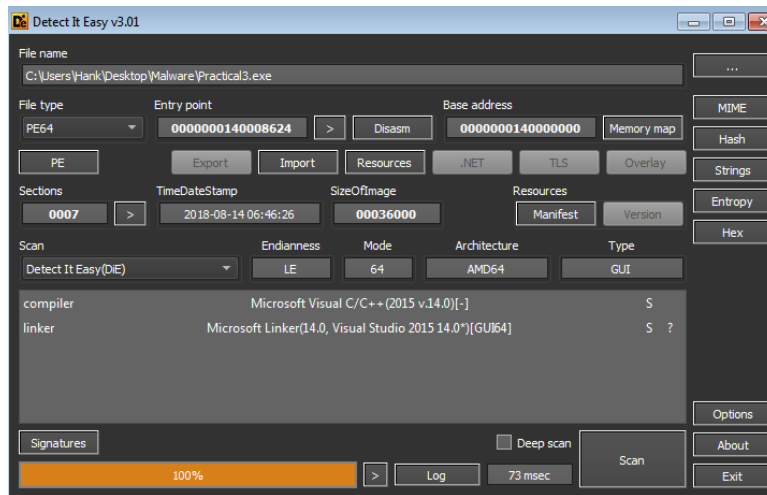 Detect It Easy v3.01
File name
C:\Users\Hank\Desktop\Malware\Practical3.exe
...
File type Entry point Base address
PE64 0000000140008624 > Disasm 0000000140000000 Memory map MIME
Hash
PE Export Import Resources .NET TLS Overlay
Strings
Sections TimeDateStamp SizeOfImage Resources
Entropy
0007 > 2018-08-14 06:46:26 00036000 Manifest Version
Hex
Scan Endianness Mode Architecture Type
Detect It Easy(DiE) LE 64 AMD64 GUI
compiler Microsoft Visual C/C++(2015 v.14.0)[-] S
linker Microsoft Linker(14.0, Visual Studio 2015 14.0*)[GUI64] S ?
Options
Signatures Deep scan Scan About
100% > Log 73 msec Exit